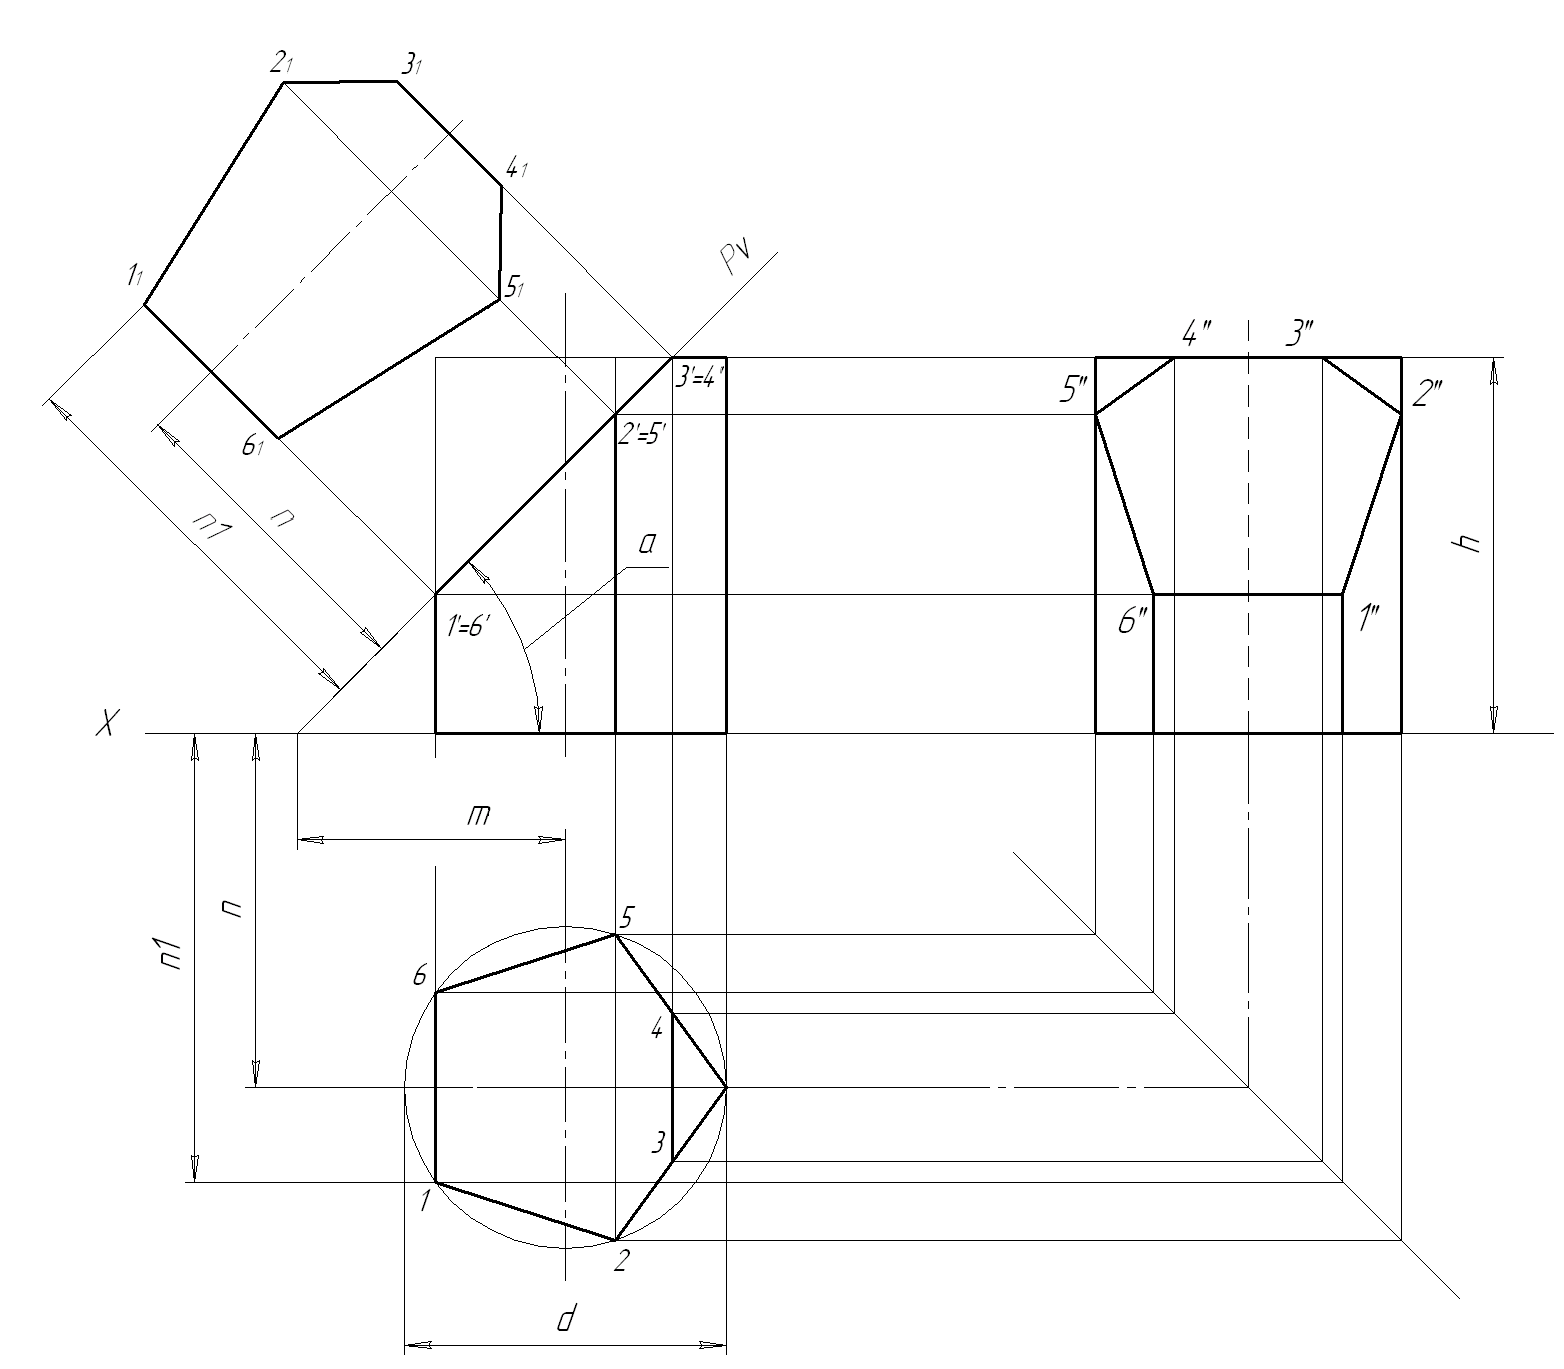 2₁
3₁
4₁
1₁
5₁
6₁
Pv
4"
3"
5"
2"
3'=4'
2'=5'
n
n1
a
h
1'=6'
6"
1"
X
m
n
n1
5
6
4
3
1
2
d